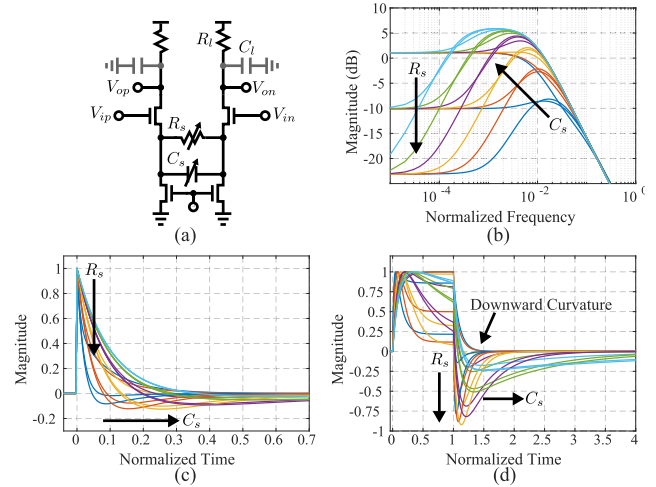 R_l
C_l
V_op
V_on
V_ip
V_in
R_s
C_s
(a)
Magnitude (dB)
10
5
0
-5
-10
-15
-20
R_s
C_s
10^-4
10^-2
10^0
Normalized Frequency
(b)
Magnitude
1
0.8
0.6
0.4
0.2
0
-0.2
R_s
C_s
0
0.1
0.2
0.3
0.4
0.5
0.6
0.7
Normalized Time
(c)
Magnitude
1
0.75
0.5
0.25
0
-0.25
-0.5
-0.75
-1
Downward Curvature
R_s
C_s
0
0.5
1
1.5
2
2.5
3
3.5
4
Normalized Time
(d)